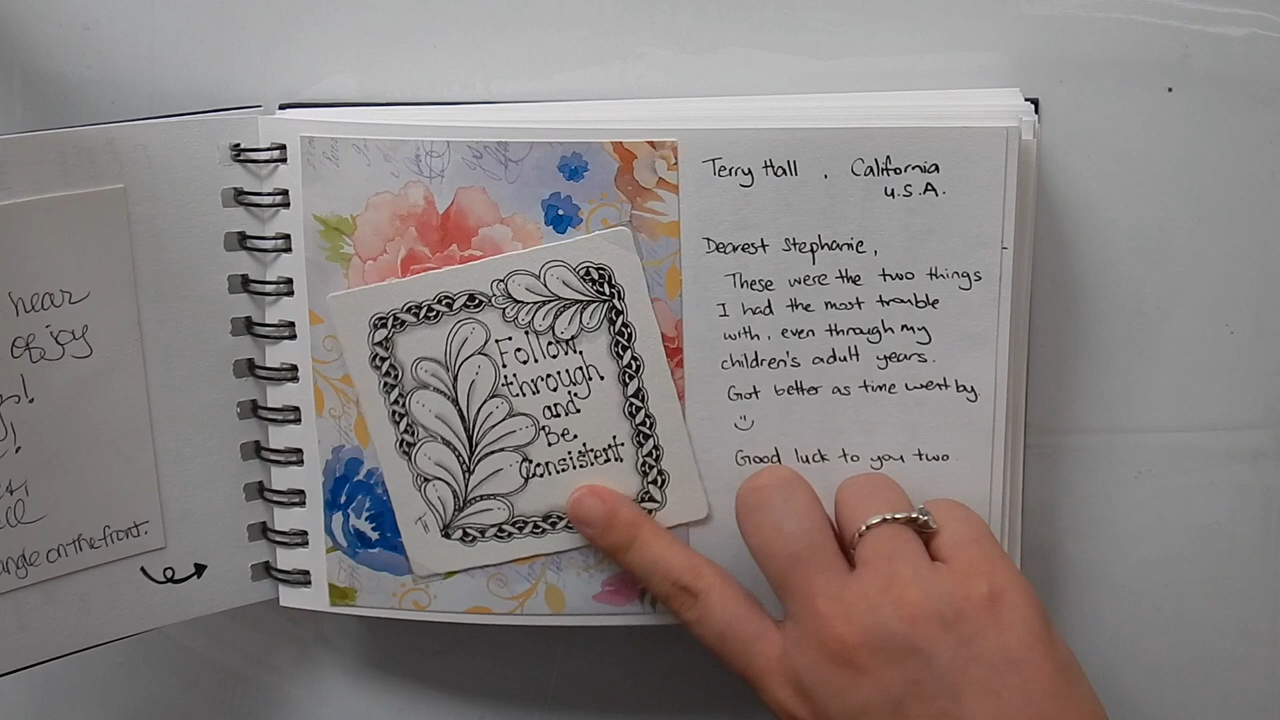 hear
of joy
angle on the front.
Follow
through
and
Be
Consistent
Terry Hall , California
U.S.A.
Dearest Stephanie,
These were the two things
I had the most trouble
with, even through my
children's adult years.
Got better as time went by.
Good luck to you two